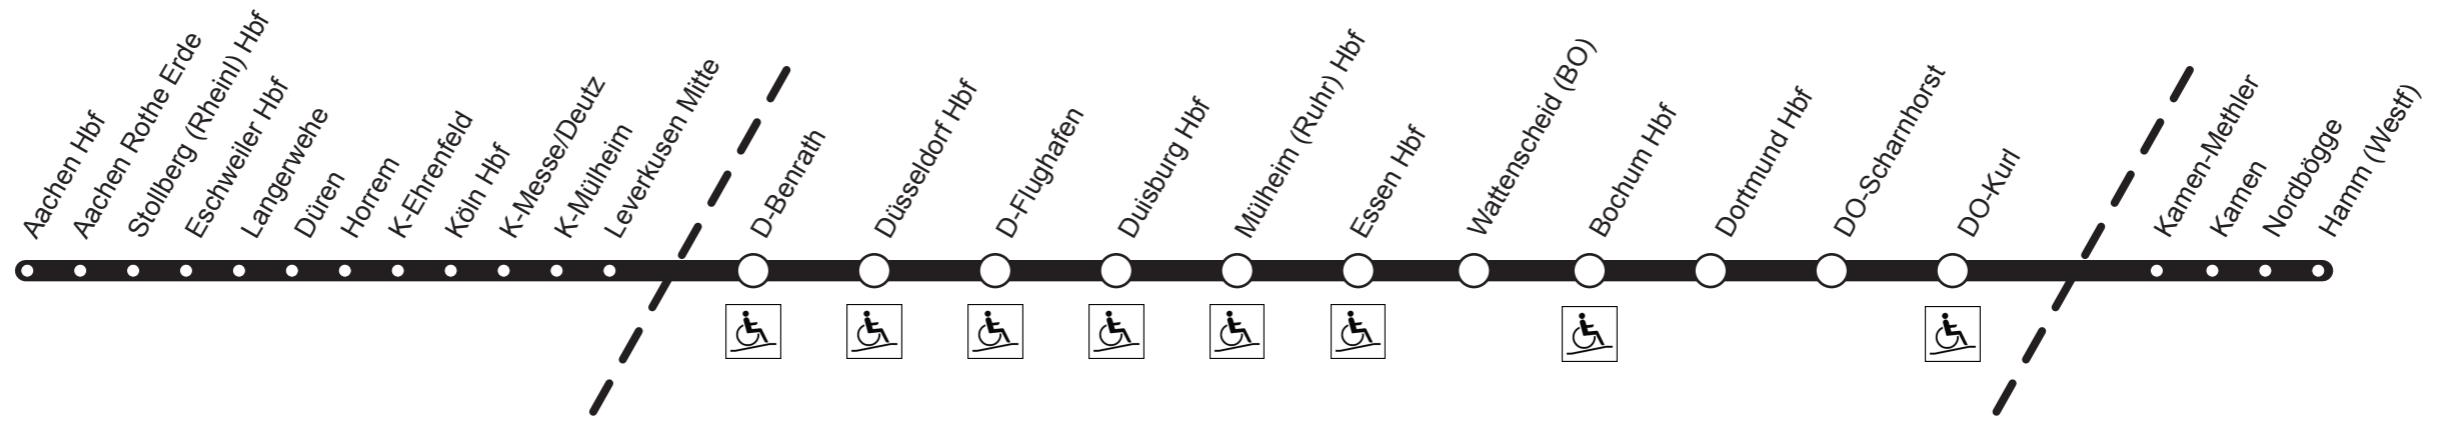 Aachen Hbf
Aachen Rothe Erde
Stollberg (Rheinl) Hbf
Eschweiler Hbf
Langerwehe
Düren
Horrem
K-Ehrenfeld
Köln Hbf
K-Messe/Deutz
K-Mülheim
Leverkusen Mitte
D-Benrath
Düsseldorf Hbf
D-Flughafen
Duisburg Hbf
Mülheim (Ruhr) Hbf
Essen Hbf
Wattenscheid (BO)
Bochum Hbf
Dortmund Hbf
DO-Scharnhorst
DO-Kurl
Kamen-Methler
Kamen
Nordbögge
Hamm (Westf)